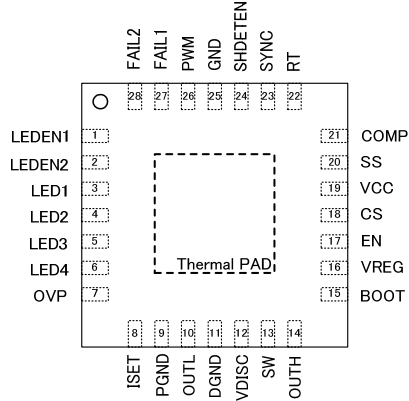 FAIL2
FAIL1
PWM
GND
SHDETEN
SYNC
RT
28
27
26
25
24
23
22
LEDEN1 1
LEDEN2 2
LED1 3
LED2 4
LED3 5
LED4 6
OVP 7
21 COMP
20 SS
19 VCC
18 CS
17 EN
16 VREG
15 BOOT
Thermal PAD
8
9
10
11
12
13
14
ISET
PGND
OUTL
DGND
VDISC
SW
OUTH